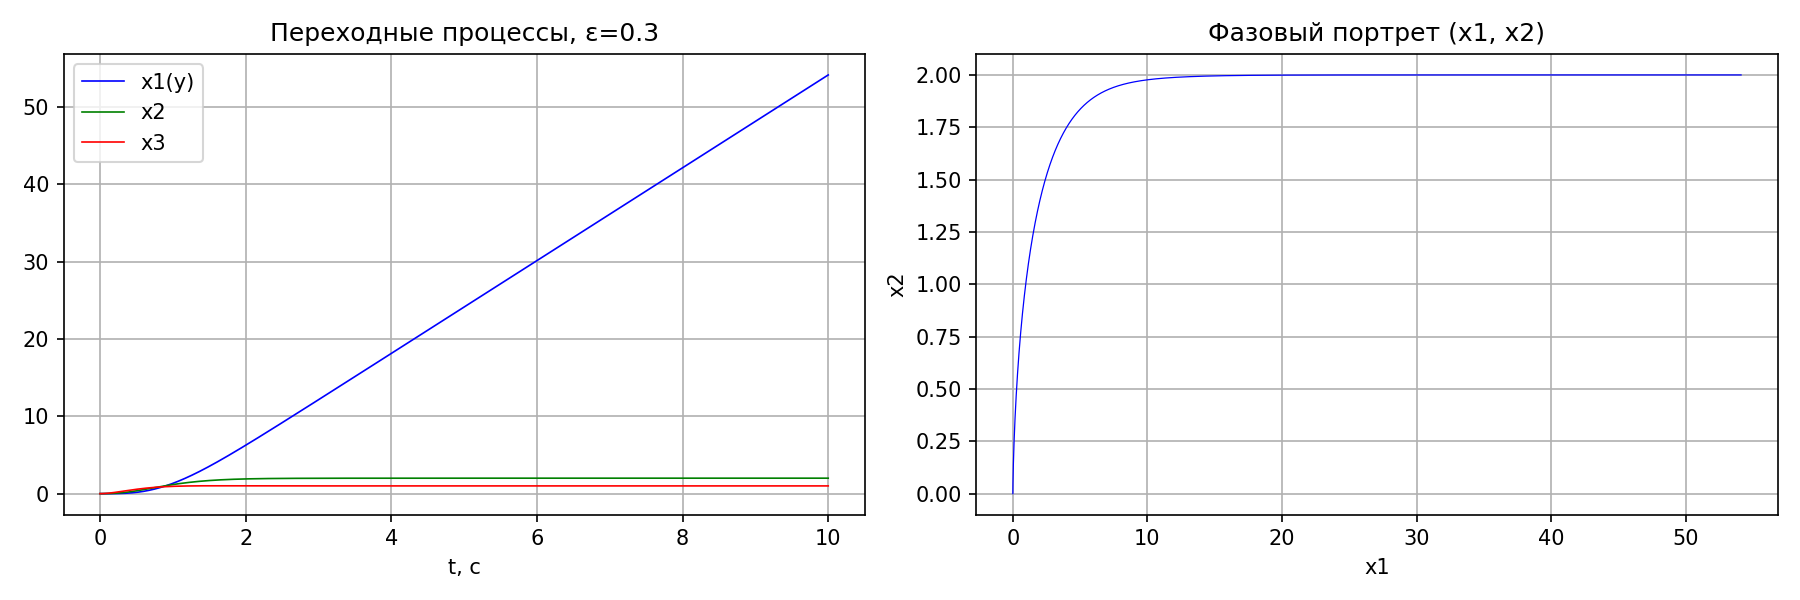 Переходные процессы, ε=0.3
x1(y)
x2
x3
50
40
30
20
10
0
0 2 4 6 8 10
t, c
Фазовый портрет (x1, x2)
x2
2.00
1.75
1.50
1.25
1.00
0.75
0.50
0.25
0.00
0 10 20 30 40 50
x1